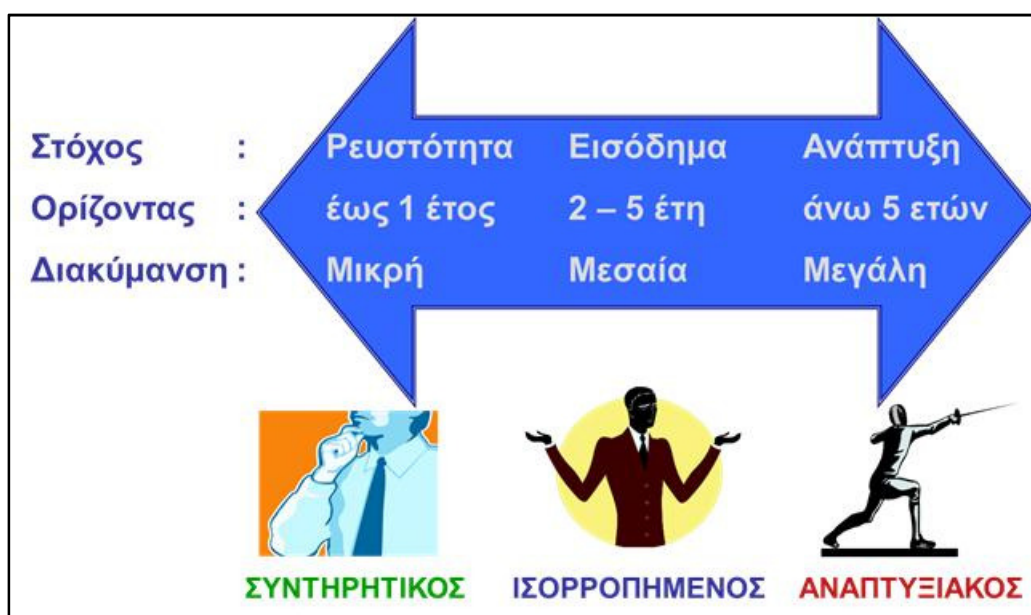 Στόχος : Ρευστότητα Εισόδημα Ανάπτυξη
Ορίζοντας : έως 1 έτος 2 – 5 έτη άνω 5 ετών
Διακύμανση : Μικρή Μεσαία Μεγάλη
ΣΥΝΤΗΡΗΤΙΚΟΣ ΙΣΟΡΡΟΠΗΜΕΝΟΣ ΑΝΑΠΤΥΞΙΑΚΟΣ